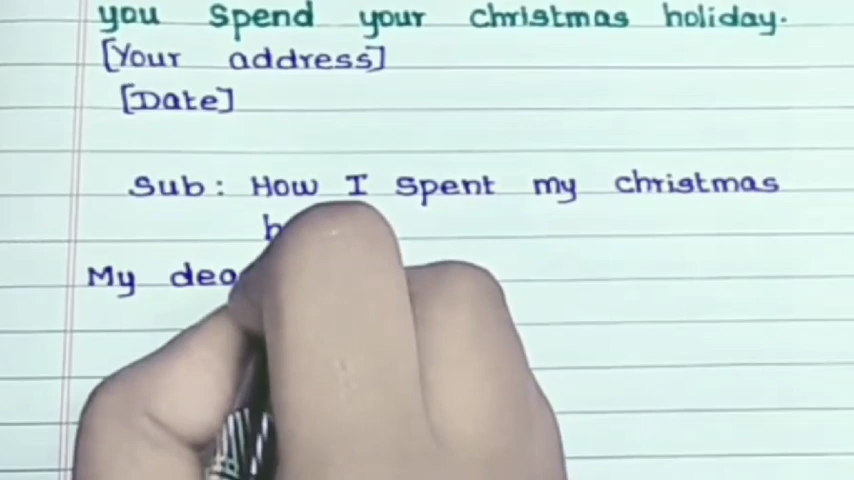 you spend your christmas holiday.
[Your address]
[Date]
Sub: How I spent my christmas
My